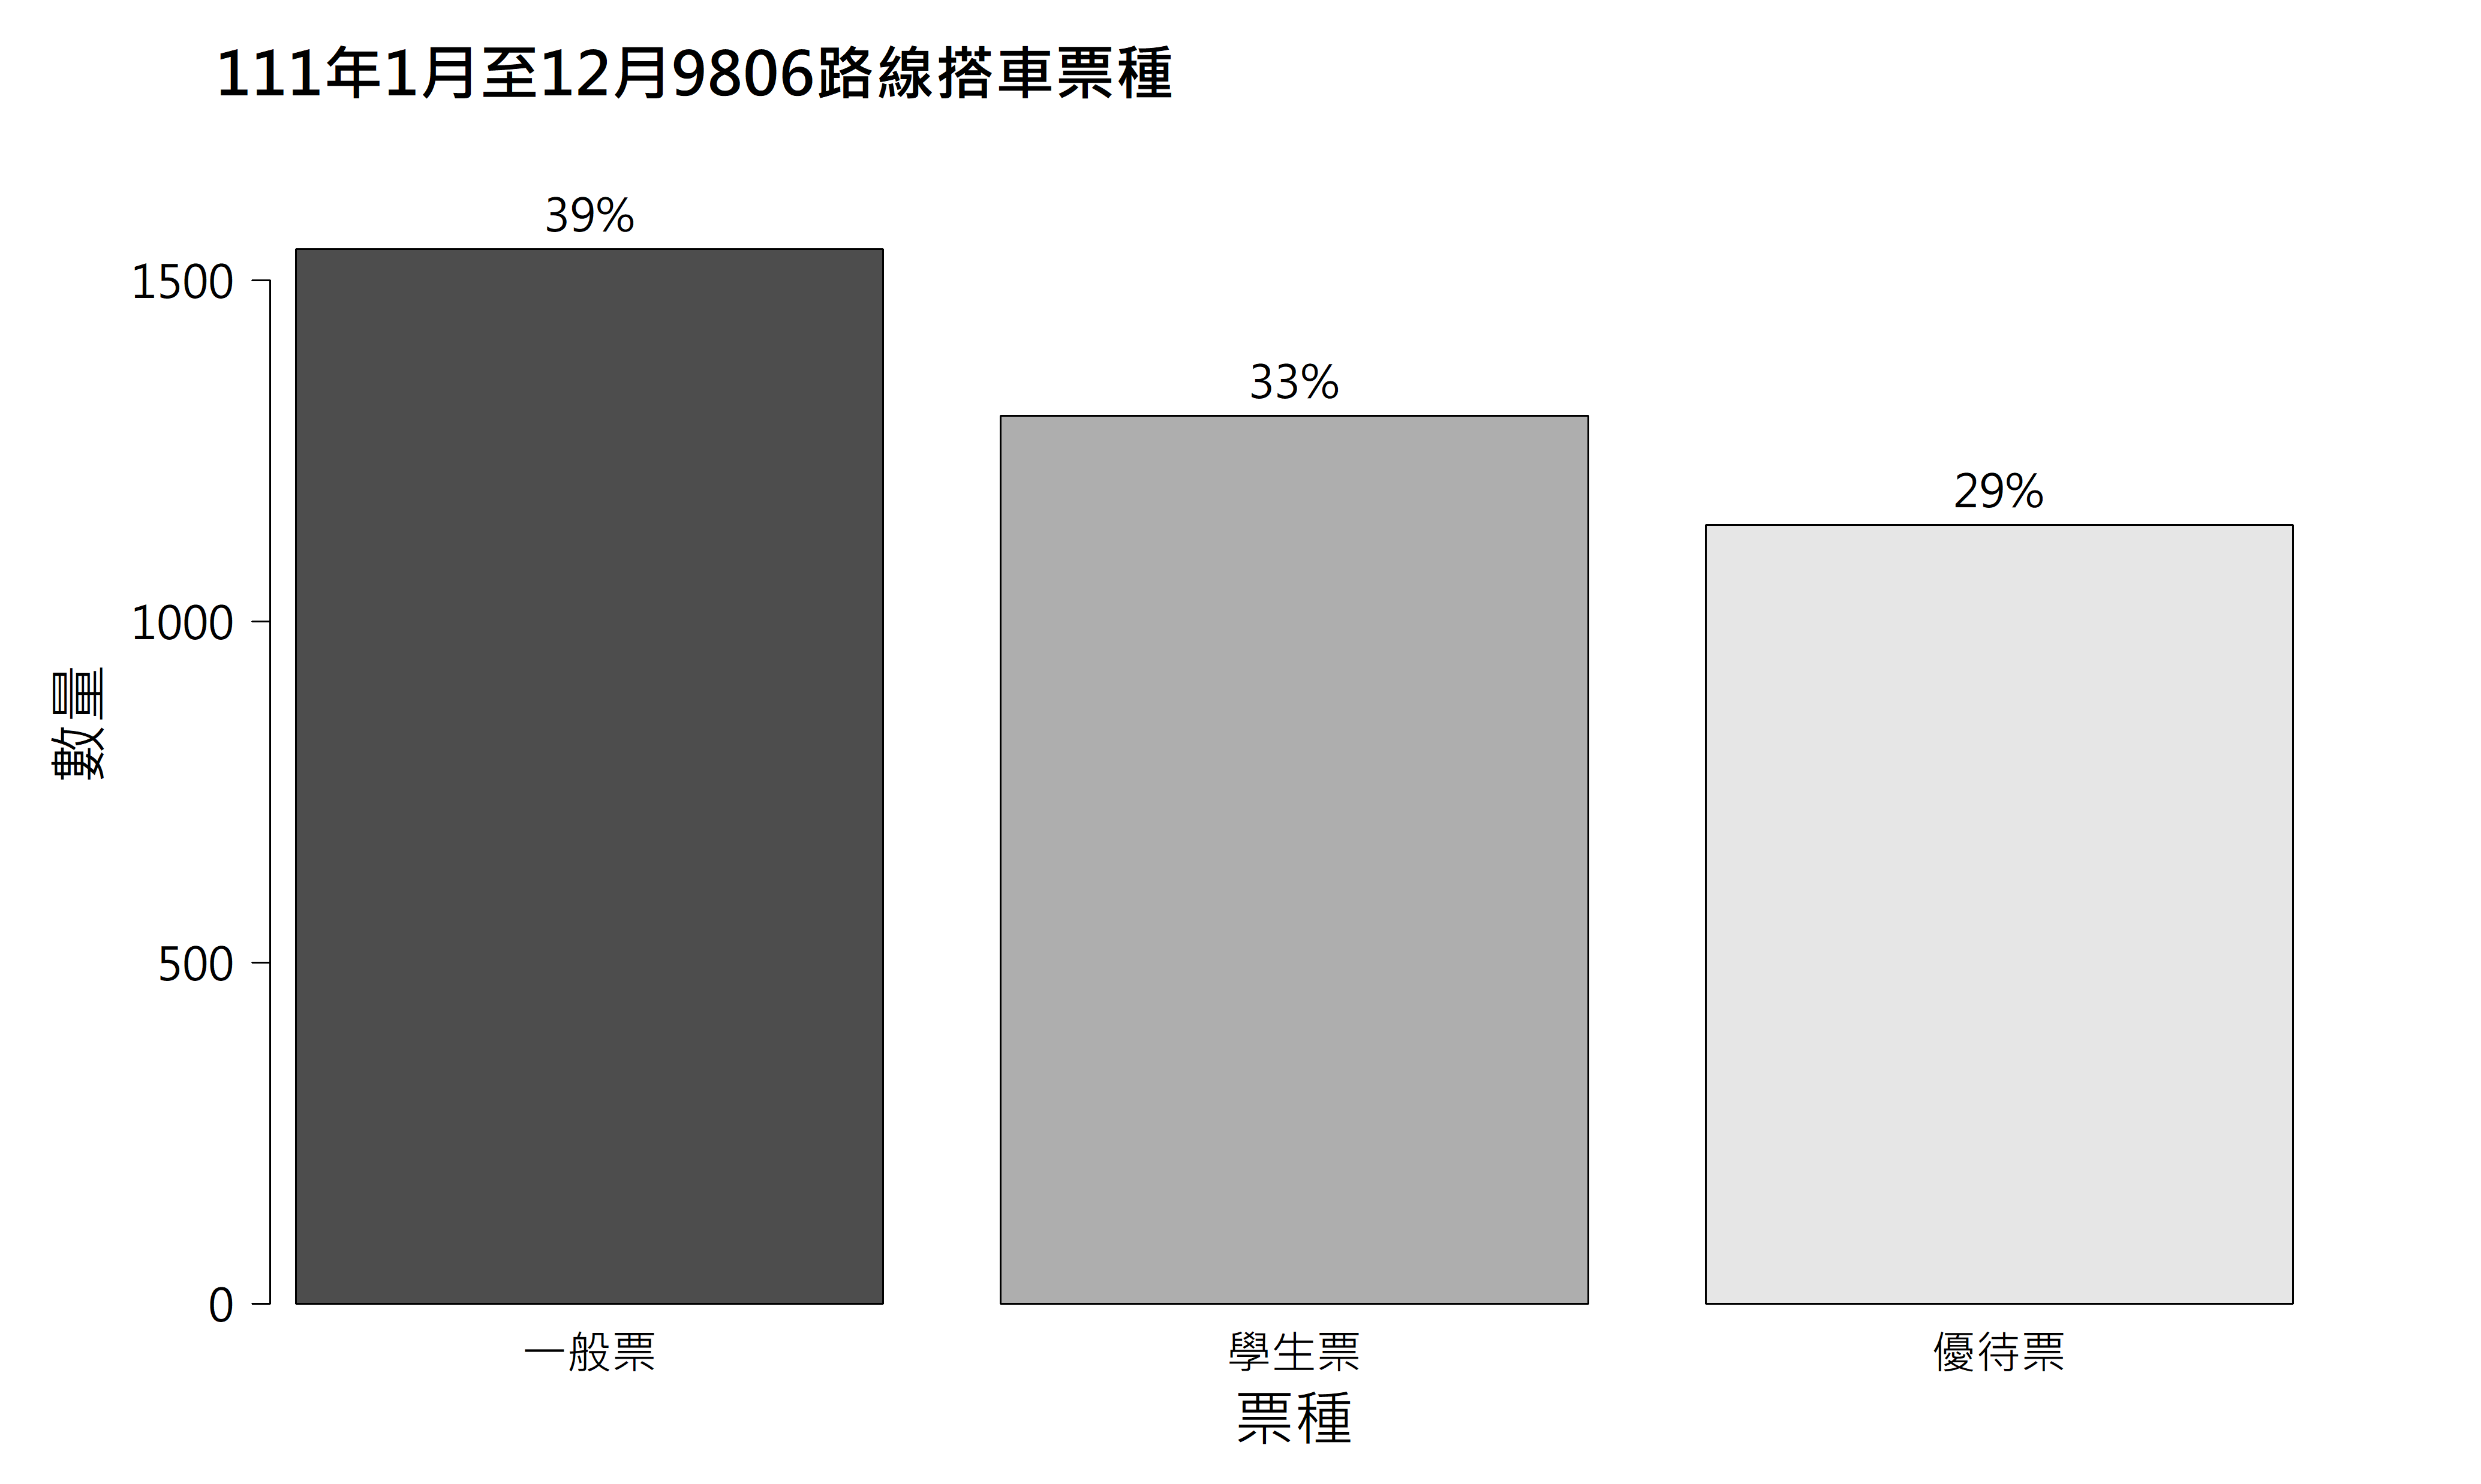 111年1月至12月9806路線搭車票種
39%
33%
29%
1500
1000
500
0
數量
一般票
學生票
優待票
票種